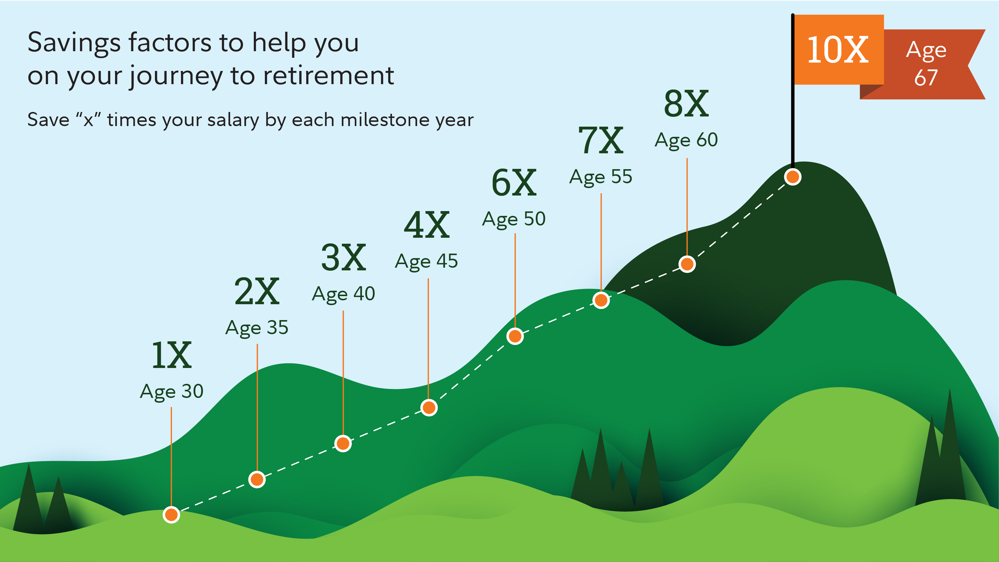 Savings factors to help you
on your journey to retirement
Save “x” times your salary by each milestone year
1X
Age 30
2X
Age 35
3X
Age 40
4X
Age 45
6X
Age 50
7X
Age 55
8X
Age 60
10X
Age
67